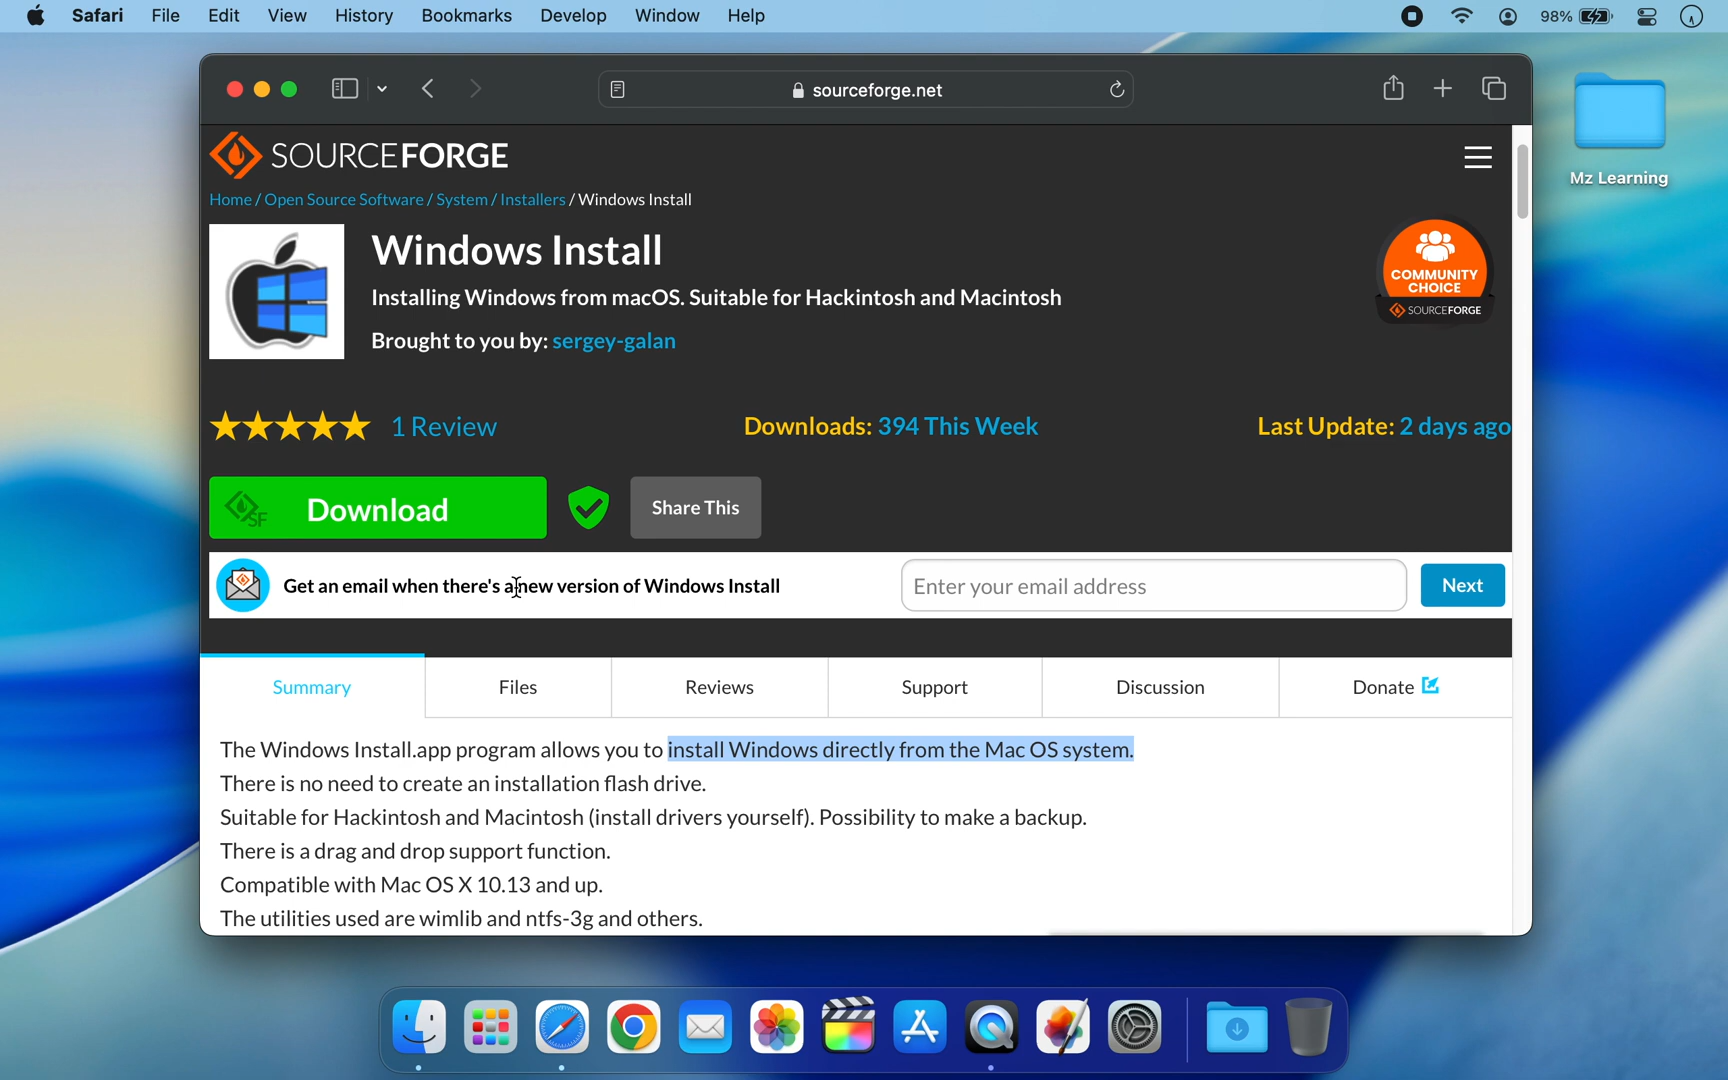 Safari File Edit View History Bookmarks Develop Window Help 98%
sourceforge.net
SOURCEFORGE
Home / Open Source Software / System / Installers / Windows Install
Windows Install
Installing Windows from macOS. Suitable for Hackintosh and Macintosh
Brought to you by: sergey-galan
COMMUNITY
CHOICE
SOURCEFORGE
Mz Learning
1 Review
Downloads: 394 This Week
Last Update: 2 days ago
SF
Download
Share This
Get an email when there's a new version of Windows Install
Enter your email address
Next
Summary Files Reviews Support Discussion Donate
The Windows Install.app program allows you to install Windows directly from the Mac OS system.
There is no need to create an installation flash drive.
Suitable for Hackintosh and Macintosh (install drivers yourself). Possibility to make a backup.
There is a drag and drop support function.
Compatible with Mac OS X 10.13 and up.
The utilities used are wimlib and ntfs-3g and others.